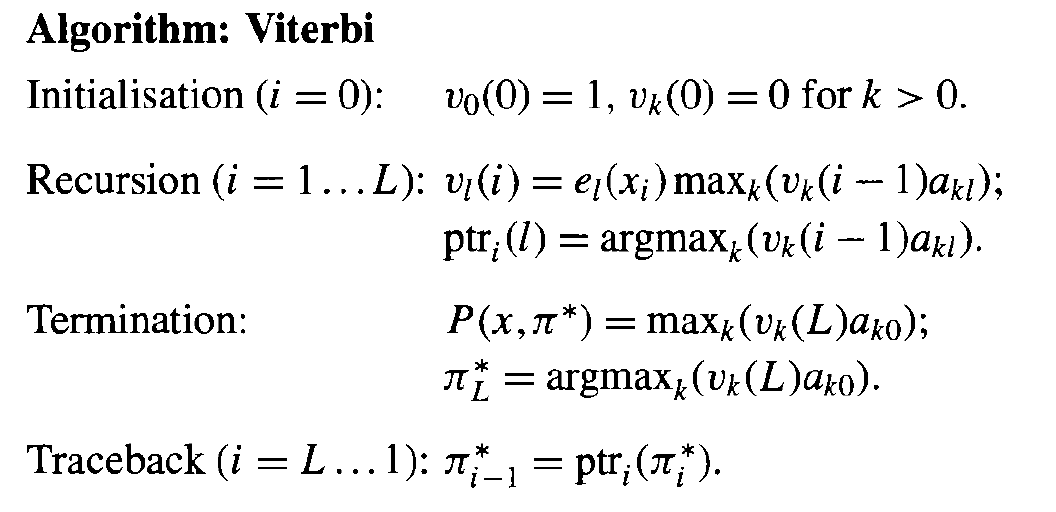 Algorithm: Viterbi
Initialisation (i = 0): v₀(0) = 1, vₖ(0) = 0 for k > 0.
Recursion (i = 1 ... L): vₗ(i) = eₗ(xᵢ) maxₖ(vₖ(i − 1)aₖₗ);
ptrᵢ(l) = argmaxₖ(vₖ(i − 1)aₖₗ).
Termination: P(x, π*) = maxₖ(vₖ(L)aₖ₀);
π*_L = argmaxₖ(vₖ(L)aₖ₀).
Traceback (i = L ... 1): π*ᵢ₋₁ = ptrᵢ(π*ᵢ).